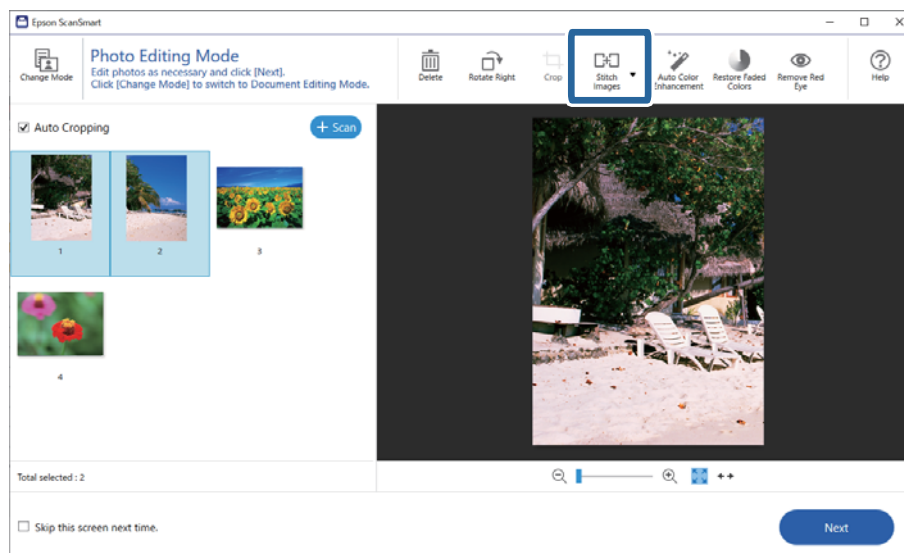 Epson ScanSmart
Change Mode
Photo Editing Mode
Edit photos as necessary and click [Next].
Click [Change Mode] to switch to Document Editing Mode.
Delete
Rotate Right
Crop
Stitch
Images
Auto Color
Enhancement
Restore Faded
Colors
Remove Red
Eye
Help
Auto Cropping
+ Scan
1
2
3
4
Total selected : 2
Skip this screen next time.
Next